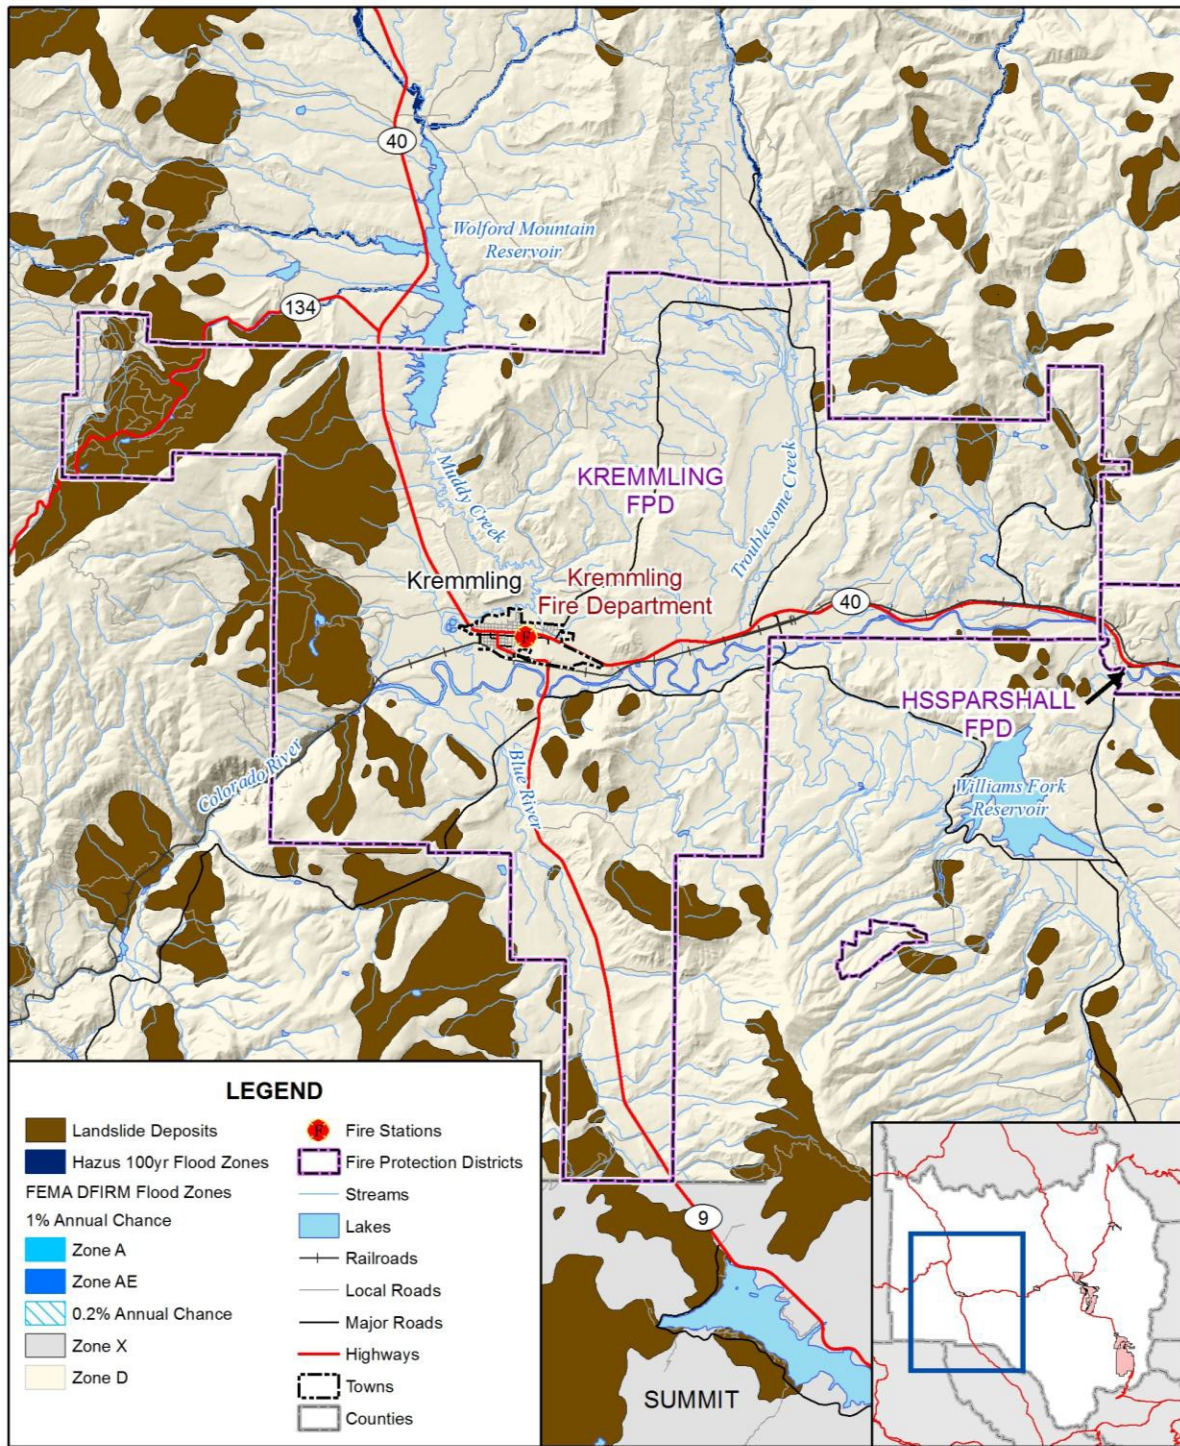 40
Wolford Mountain
Reservoir
134
KREMMLING
FPD
Muddy Creek
Troublesome Creek
Kremmling
Kremmling
Fire Department
F
40
HSSPARSHALL
FPD
Colorado River
Blue River
Williams Fork
Reservoir
9
SUMMIT
LEGEND
Landslide Deposits
Hazus 100yr Flood Zones
FEMA DFIRM Flood Zones
1% Annual Chance
Zone A
Zone AE
0.2% Annual Chance
Zone X
Zone D
F Fire Stations
Fire Protection Districts
Streams
Lakes
Railroads
Local Roads
Major Roads
Highways
Towns
Counties